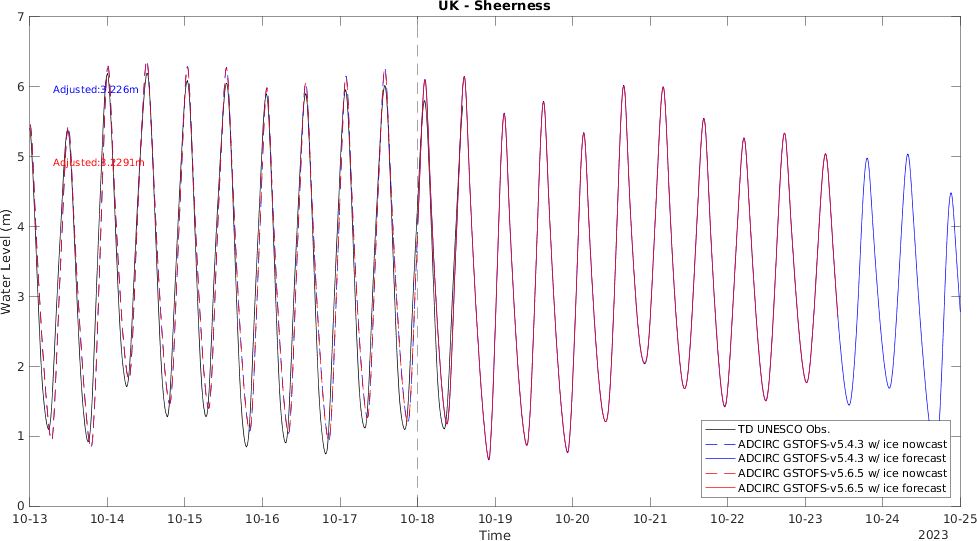 UK - Sheerness
7
6
5
4
3
2
1
0
Water Level (m)
Adjusted:3.226m
Adjusted:3.2291m
TD UNESCO Obs.
ADCIRC GSTOFS-v5.4.3 w/ ice nowcast
ADCIRC GSTOFS-v5.4.3 w/ ice forecast
ADCIRC GSTOFS-v5.6.5 w/ ice nowcast
ADCIRC GSTOFS-v5.6.5 w/ ice forecast
10-13 10-14 10-15 10-16 10-17 10-18 10-19 10-20 10-21 10-22 10-23 10-24 10-25
Time
2023